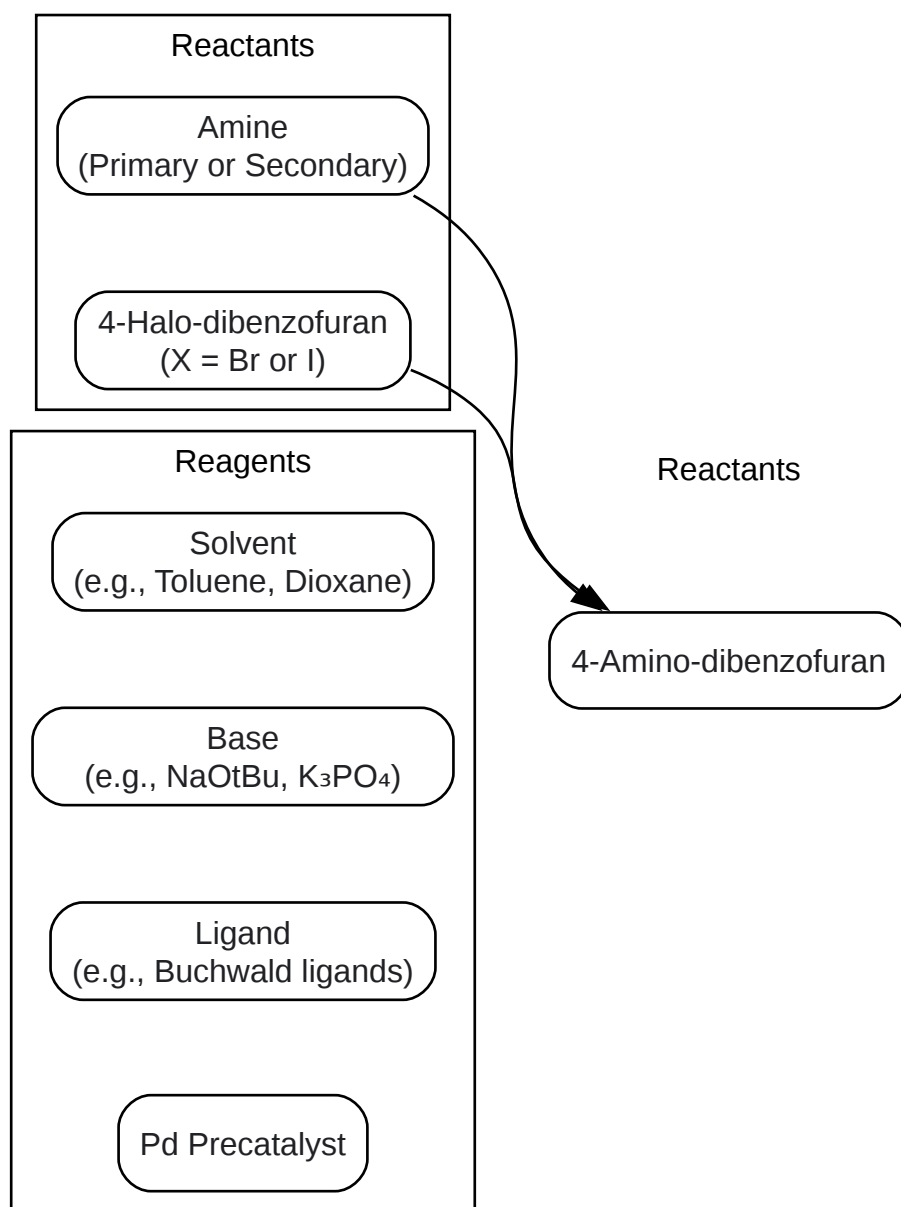 Reactants
Amine
(Primary or Secondary)
4-Halo-dibenzofuran
(X = Br or I)
Reagents
Solvent
(e.g., Toluene, Dioxane)
Base
(e.g., NaOtBu, K₃PO₄)
Ligand
(e.g., Buchwald ligands)
Pd Precatalyst
Reactants
4-Amino-dibenzofuran